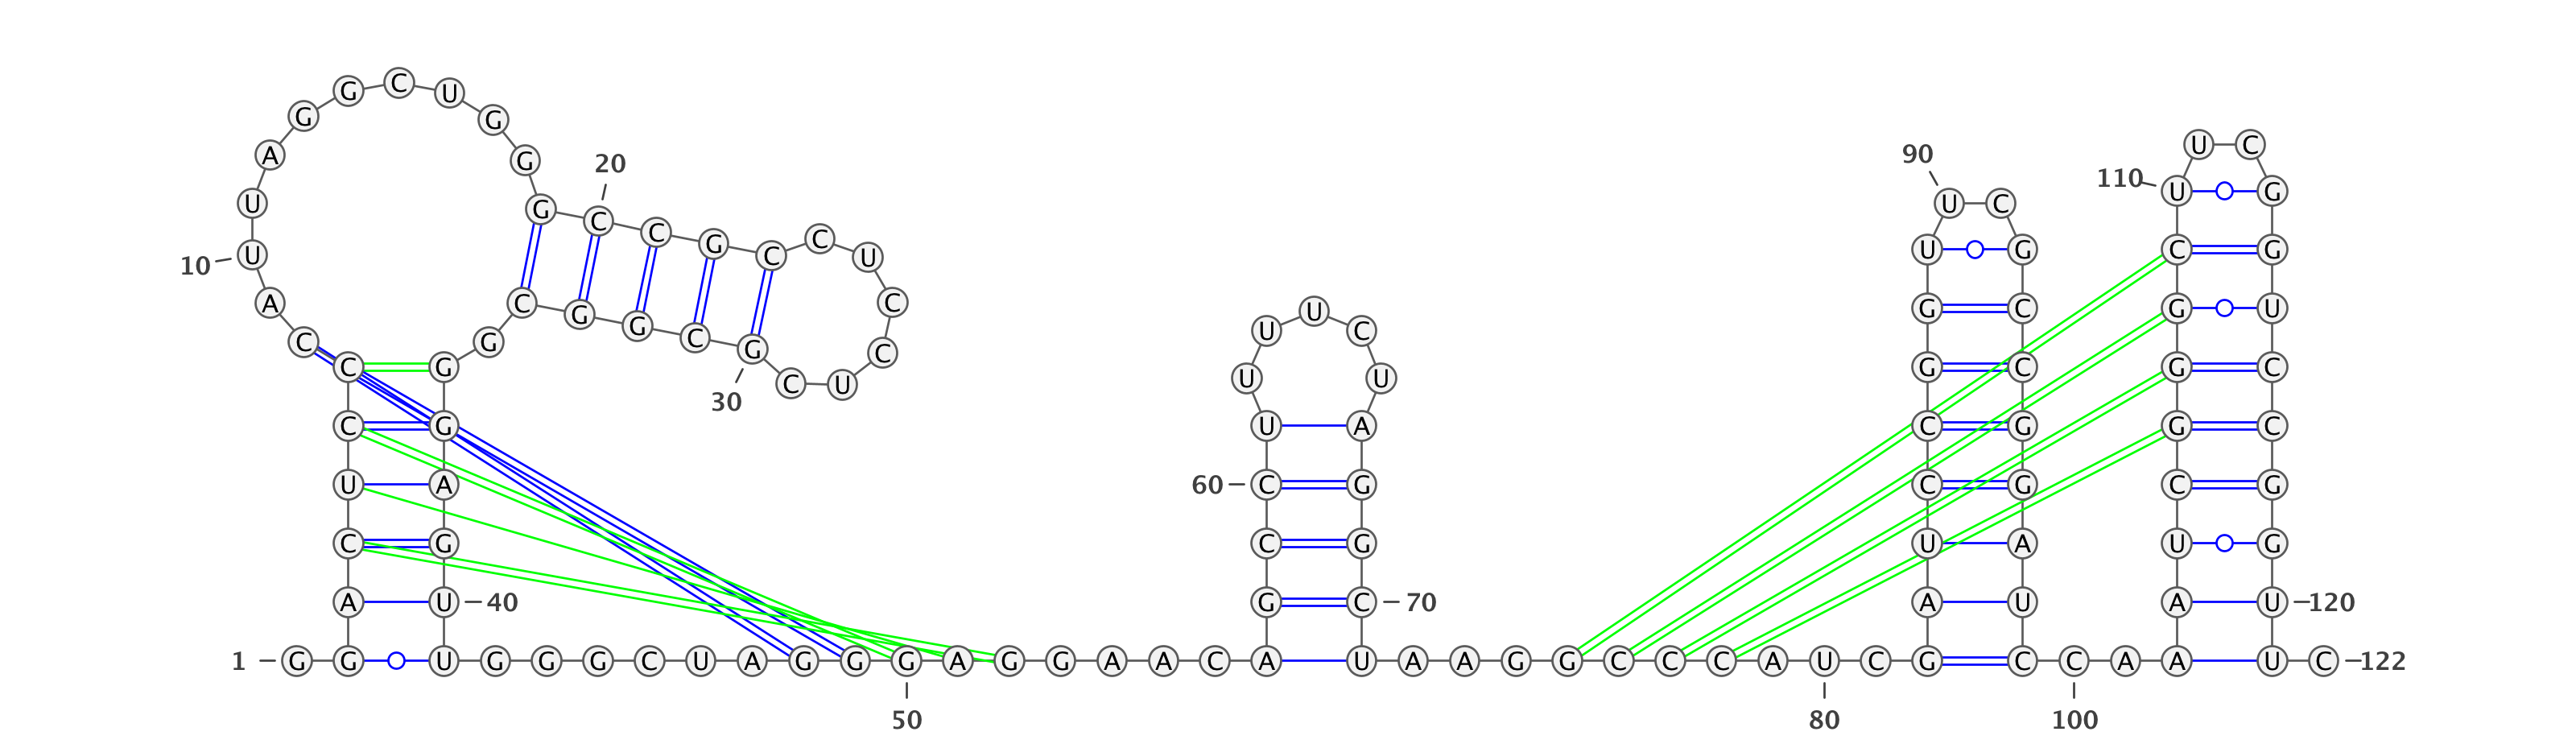 1
G G A C U C C C A U
10
U A G G C U G G G C
20
C G C C U C C U C G
30
C G G C G G G A G U
40
U G G G C U A G G G
50
A G G A A C A G C C
60
U U U U C U A G G C
70
U A A G G C C C A U
80
C G A U C C G G U U
90
C G C C G G A U C C
100
A A A U C G G G C U
110
U C G G U C C G G U
120
U C
122